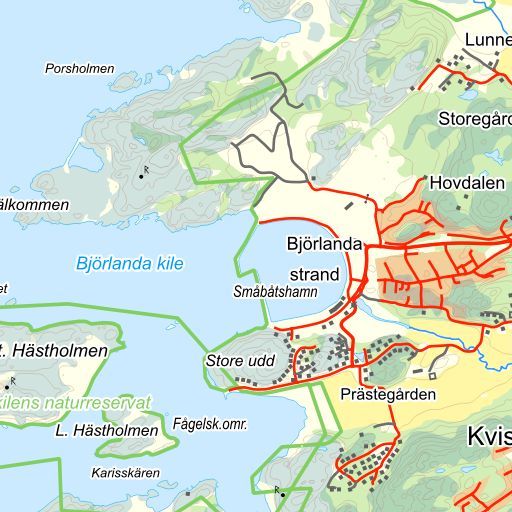 Lunne
Porsholmen
Storegård
Hovdalen
älkommen
Björlanda
strand
Björlanda kile
et
Småbåtshamn
t. Hästholmen
Store udd
Prästegården
kilens naturreservat
Fågelsk.omr.
L. Hästholmen
Kvis
Karisskären